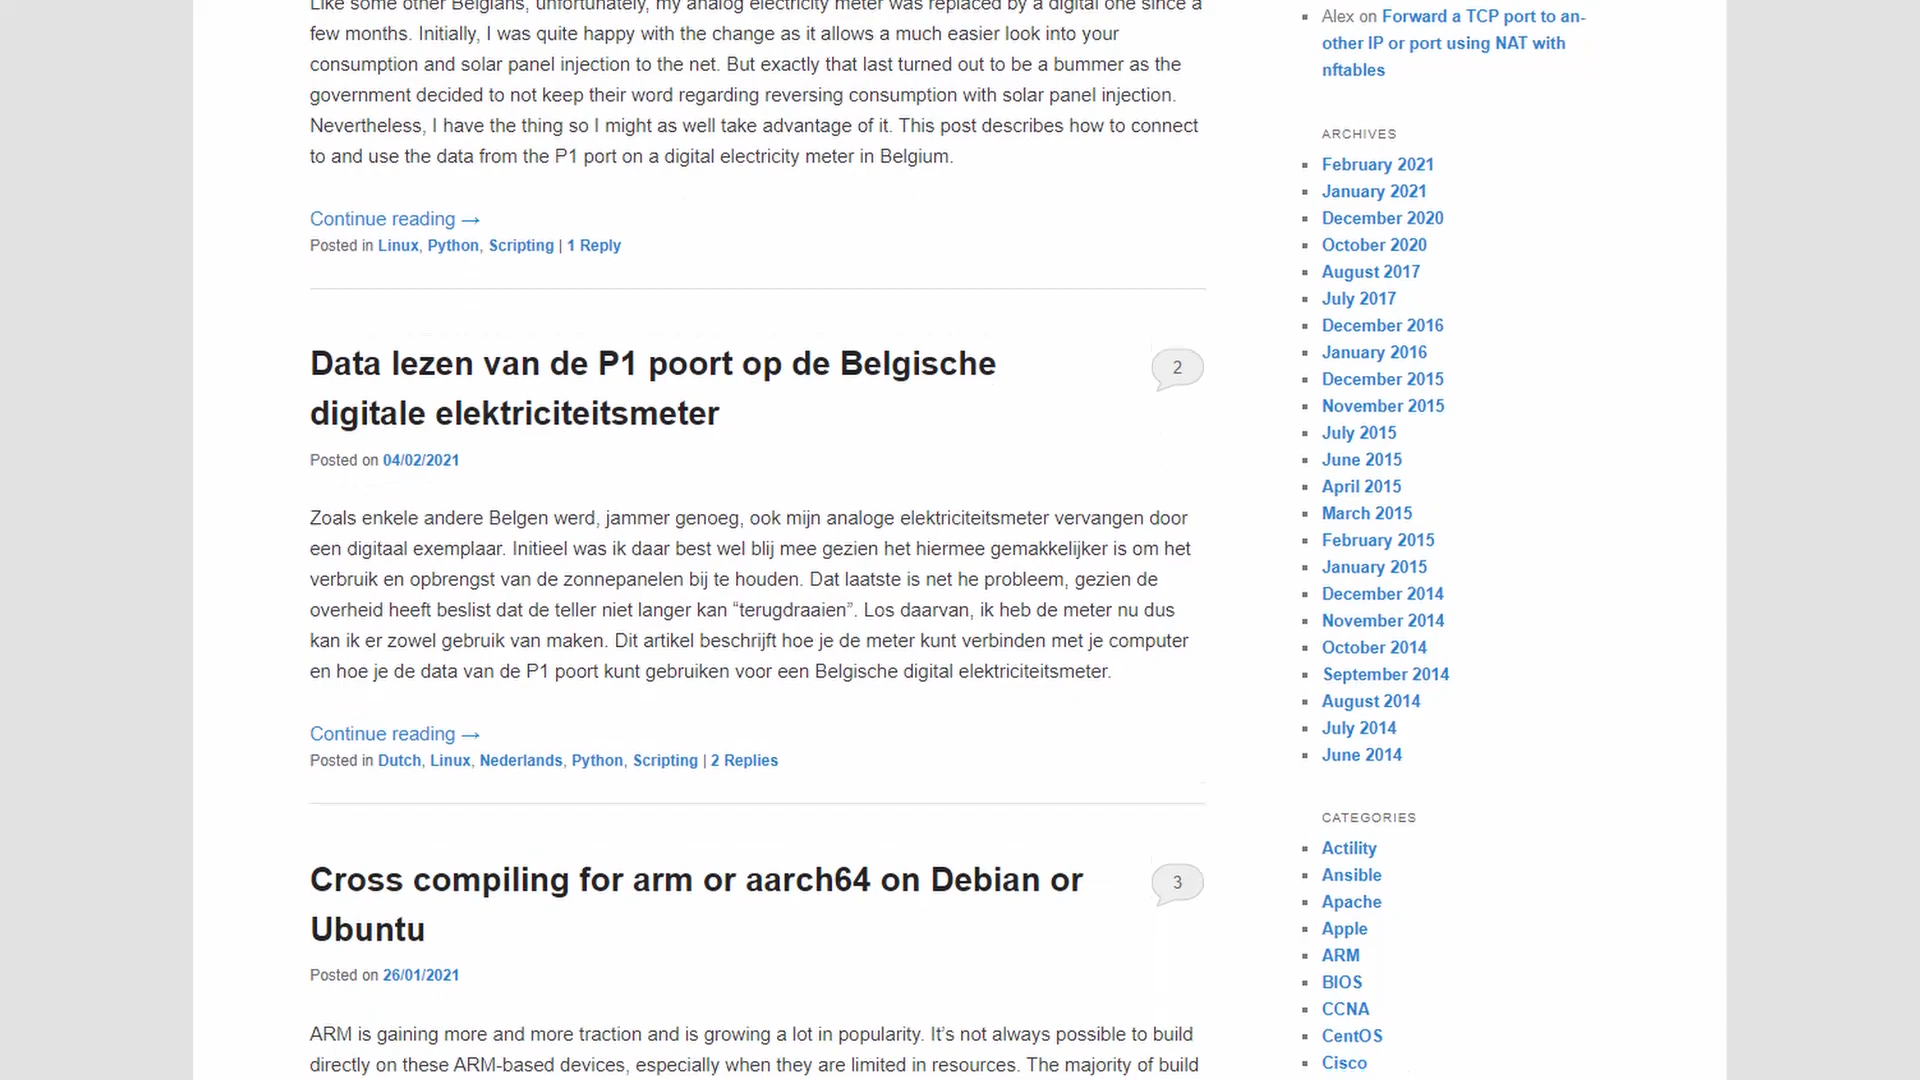 Like some other Belgians, unfortunately, my analog electricity meter was replaced by a digital one since a
few months. Initially, I was quite happy with the change as it allows a much easier look into your
consumption and solar panel injection to the net. But exactly that last turned out to be a bummer as the
government decided to not keep their word regarding reversing consumption with solar panel injection.
Nevertheless, I have the thing so I might as well take advantage of it. This post describes how to connect
to and use the data from the P1 port on a digital electricity meter in Belgium.
Continue reading →
Posted in Linux, Python, Scripting | 1 Reply
Data lezen van de P1 poort op de Belgische
digitale elektriciteitsmeter
2
Posted on 04/02/2021
Zoals enkele andere Belgen werd, jammer genoeg, ook mijn analoge elektriciteitsmeter vervangen door
een digitaal exemplaar. Initieel was ik daar best wel blij mee gezien het hiermee gemakkelijker is om het
verbruik en opbrengst van de zonnepanelen bij te houden. Dat laatste is net he probleem, gezien de
overheid heeft beslist dat de teller niet langer kan “terugdraaien”. Los daarvan, ik heb de meter nu dus
kan ik er zowel gebruik van maken. Dit artikel beschrijft hoe je de meter kunt verbinden met je computer
en hoe je de data van de P1 poort kunt gebruiken voor een Belgische digital elektriciteitsmeter.
Continue reading →
Posted in Dutch, Linux, Nederlands, Python, Scripting | 2 Replies
Cross compiling for arm or aarch64 on Debian or
Ubuntu
3
Posted on 26/01/2021
ARM is gaining more and more traction and is growing a lot in popularity. It’s not always possible to build
directly on these ARM-based devices, especially when they are limited in resources. The majority of build
Alex on Forward a TCP port to an-
other IP or port using NAT with
nftables
ARCHIVES
February 2021
January 2021
December 2020
October 2020
August 2017
July 2017
December 2016
January 2016
December 2015
November 2015
July 2015
June 2015
April 2015
March 2015
February 2015
January 2015
December 2014
November 2014
October 2014
September 2014
August 2014
July 2014
June 2014
CATEGORIES
Actility
Ansible
Apache
Apple
ARM
BIOS
CCNA
CentOS
Cisco